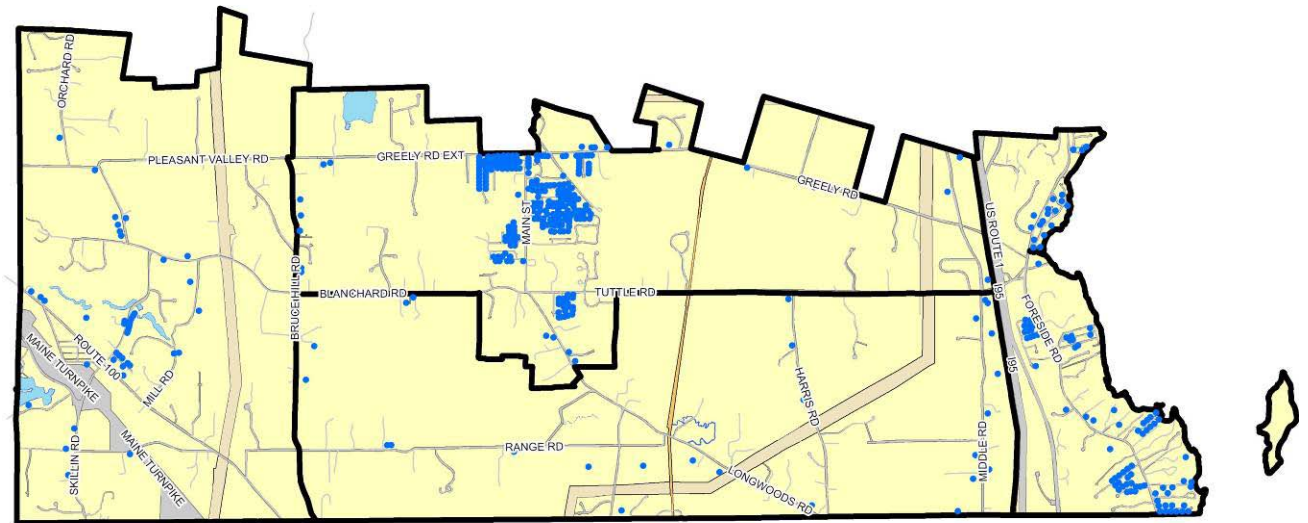 ORCHARD RD
PLEASANT VALLEY RD
GREELY RD EXT
GREELY RD
MAIN ST
US ROUTE 1
I95
BRUCE HILL RD
BLANCHARD RD
TUTTLE RD
FORESIDE RD
MAINE TURNPIKE
ROUTE 100
MILL RD
HARRIS RD
I95
MAINE TURNPIKE
SKILLIN RD
RANGE RD
LONGWOODS RD
MIDDLE RD